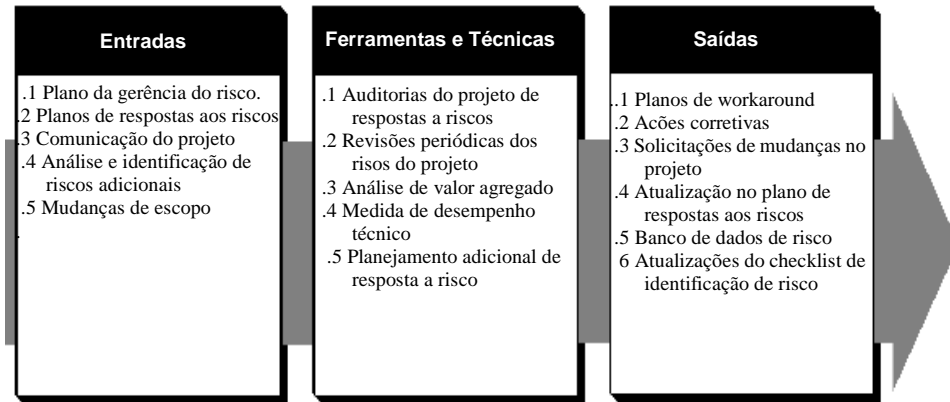 Entradas
.1 Plano da gerência do risco.
.2 Planos de respostas aos riscos
.3 Comunicação do projeto
.4 Análise e identificação de
riscos adicionais
.5 Mudanças de escopo
.
Ferramentas e Técnicas
.1 Auditorias do projeto de
respostas a riscos
.2 Revisões periódicas dos
risos do projeto
.3 Análise de valor agregado
.4 Medida de desempenho
técnico
.5 Planejamento adicional de
resposta a risco
Saídas
..1 Planos de workaround
.2 Acões corretivas
.3 Solicitações de mudanças no
projeto
.4 Atualização no plano de
respostas aos riscos
.5 Banco de dados de risco
6 Atualizações do checklist de
identificação de risco